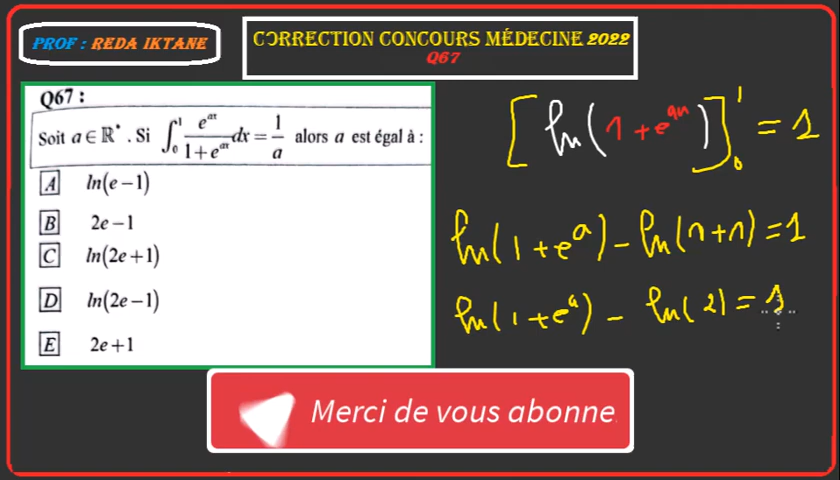 PROF : REDA IKTANE
CORRECTION CONCOURS MÉDECINE 2022
Q67
Q67 :
Soit a ∈ ℝ*. Si ∫₀¹ e^{ax}/(1+e^{ax}) dx = 1/a alors a est égal à :
A ln(e−1)
B 2e−1
C ln(2e+1)
D ln(2e−1)
E 2e+1
[ln(1+e^{ax})]₀¹ = 1
ln(1+e^a) − ln(1+1) = 1
ln(1+e^a) − ln(2) = 1
Merci de vous abonne